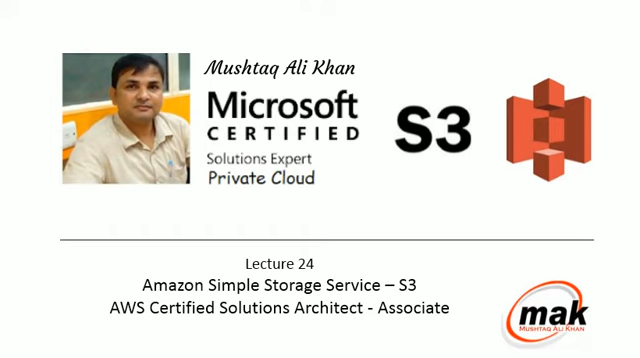 Mushtaq Ali Khan
Microsoft
CERTIFIED
Solutions Expert
Private Cloud
S3
Lecture 24
Amazon Simple Storage Service – S3
AWS Certified Solutions Architect - Associate
mak
MUSHTAQ ALI KHAN